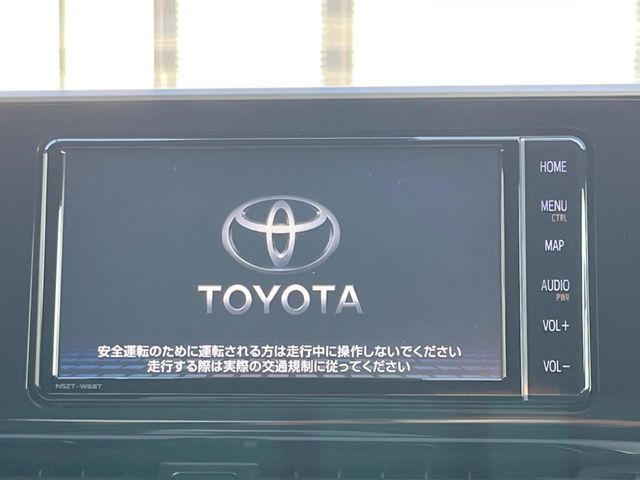 TOYOTA
安全運転のために運転される方は走行中に操作しないでください
走行する際は実際の交通規制に従ってください
NSZT-W68T
HOME
MENU
CTRL
MAP
AUDIO
PWR
VOL+
VOL-